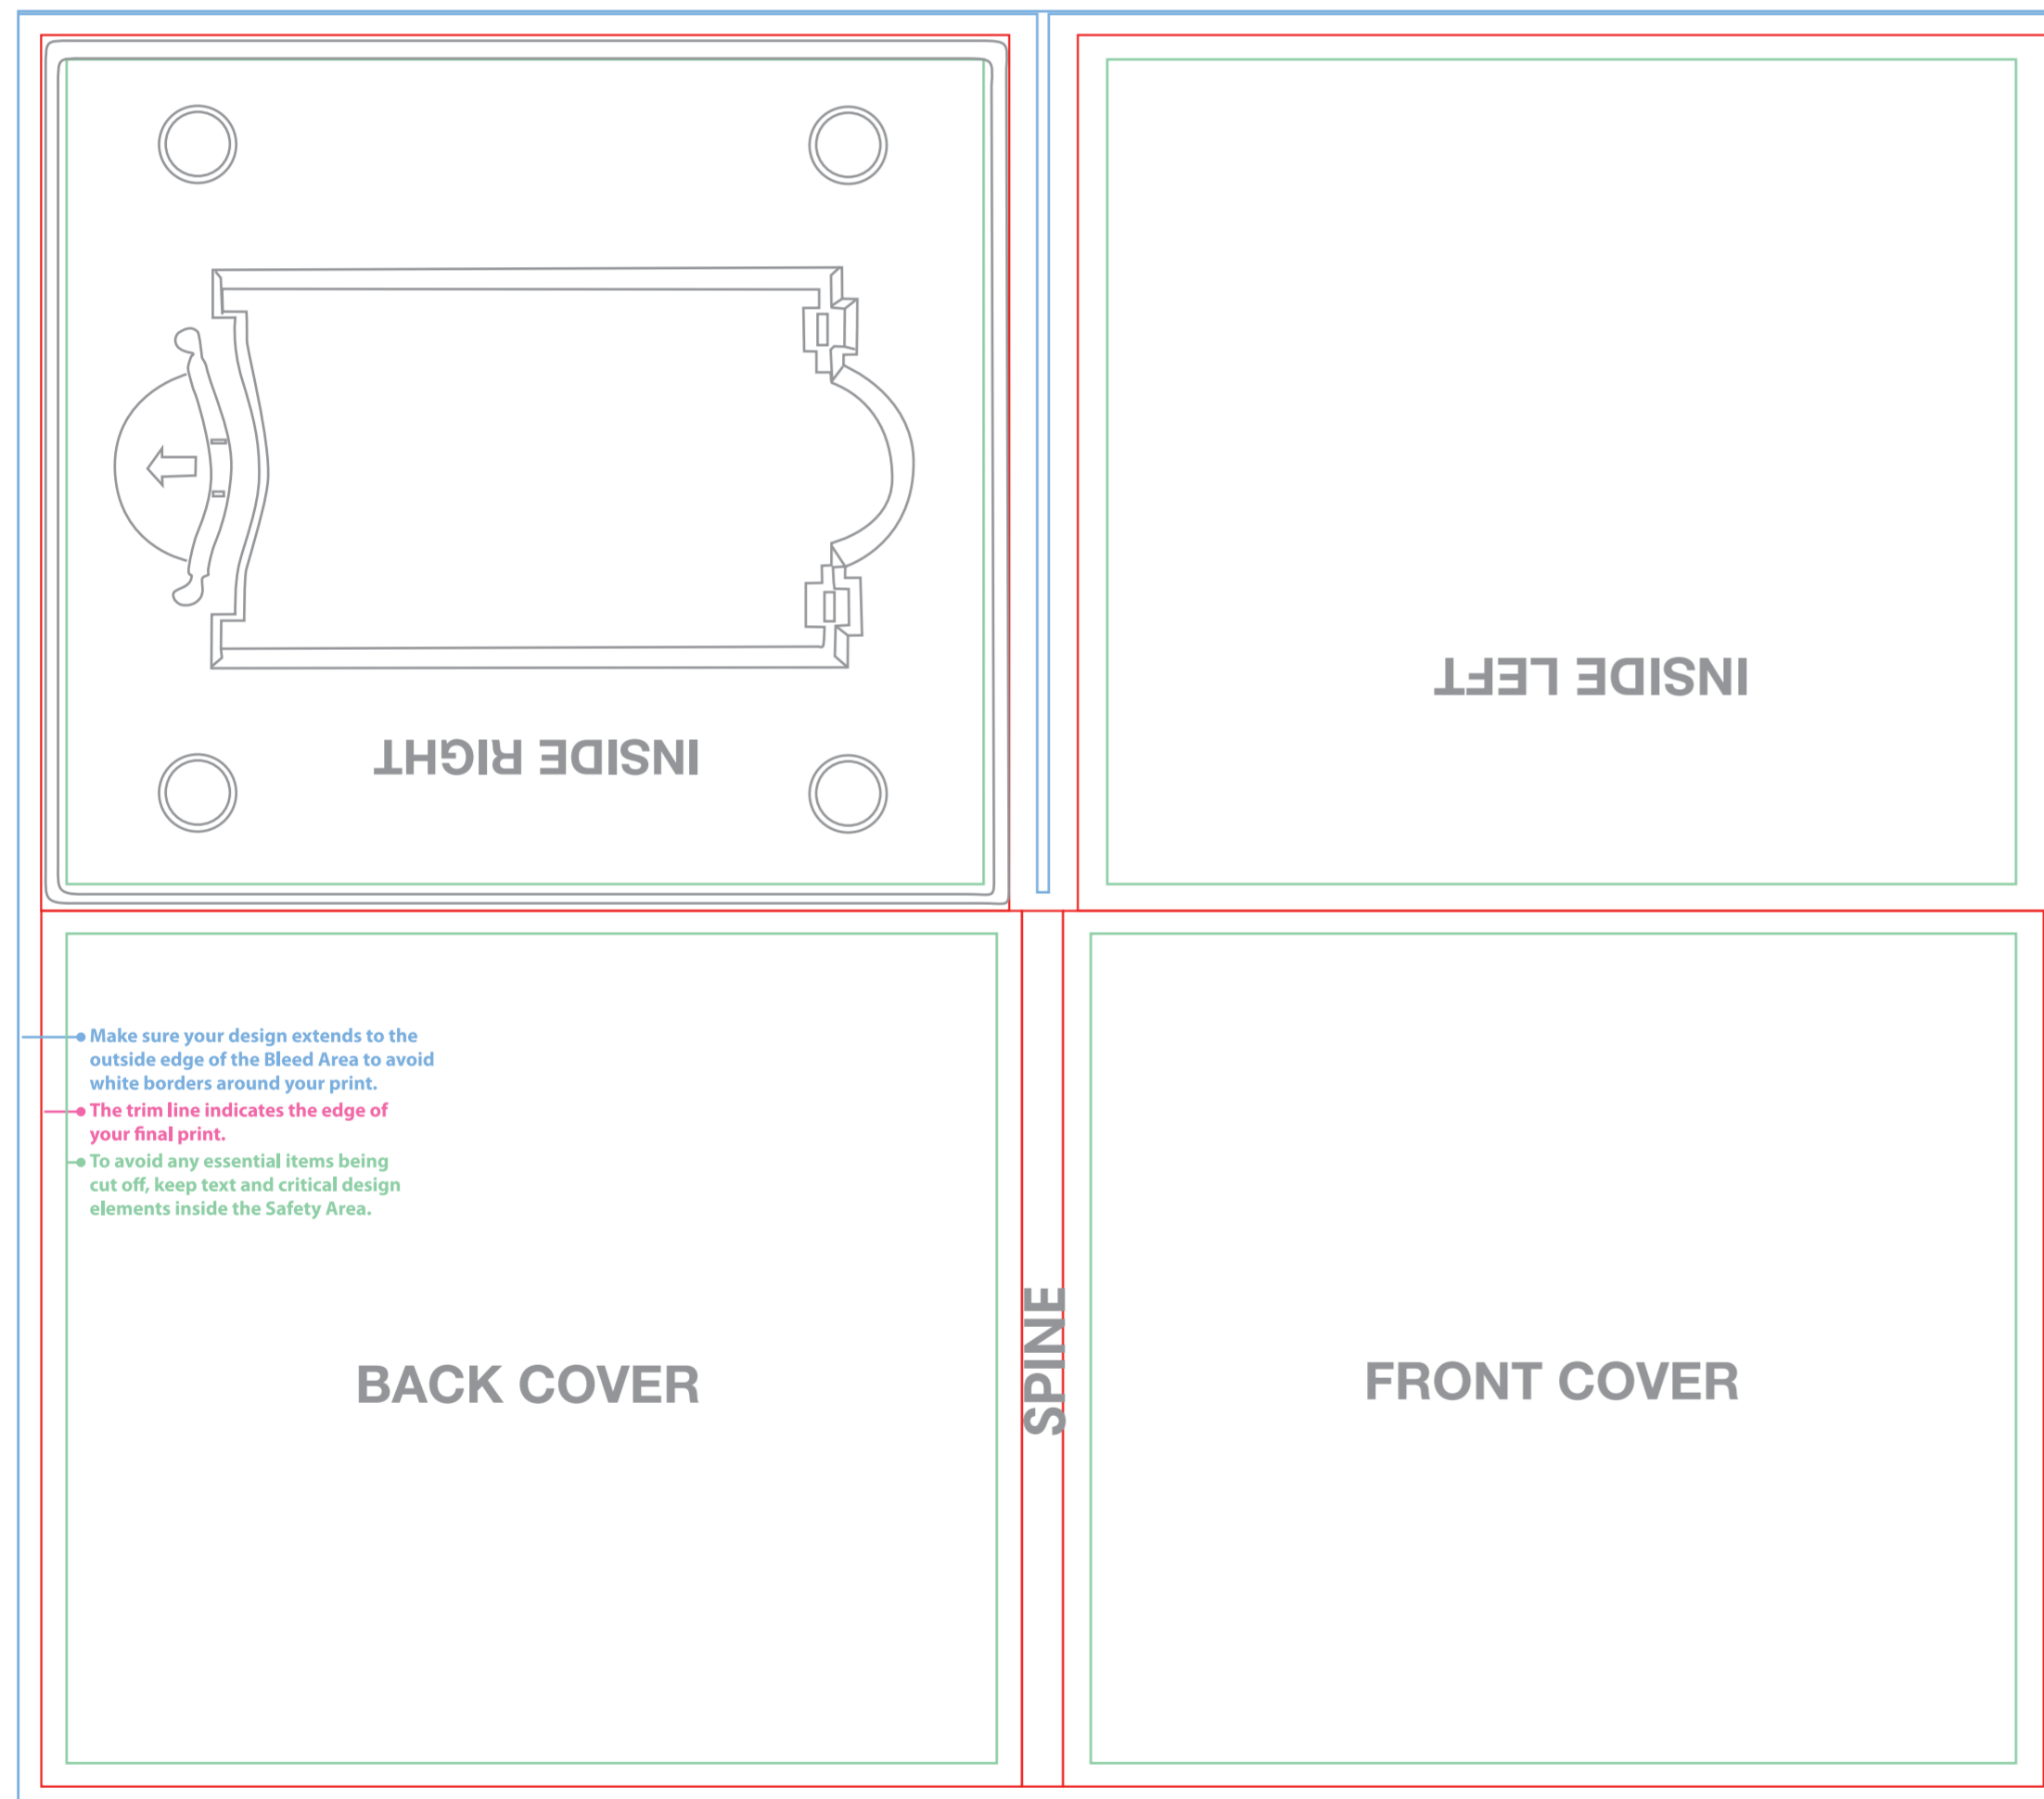 INSIDE LEFT
INSIDE RIGHT
Make sure your design extends to the
outside edge of the Bleed Area to avoid
white borders around your print.
The trim line indicates the edge of
your final print.
To avoid any essential items being
cut off, keep text and critical design
elements inside the Safety Area.
BACK COVER
SPINE
FRONT COVER